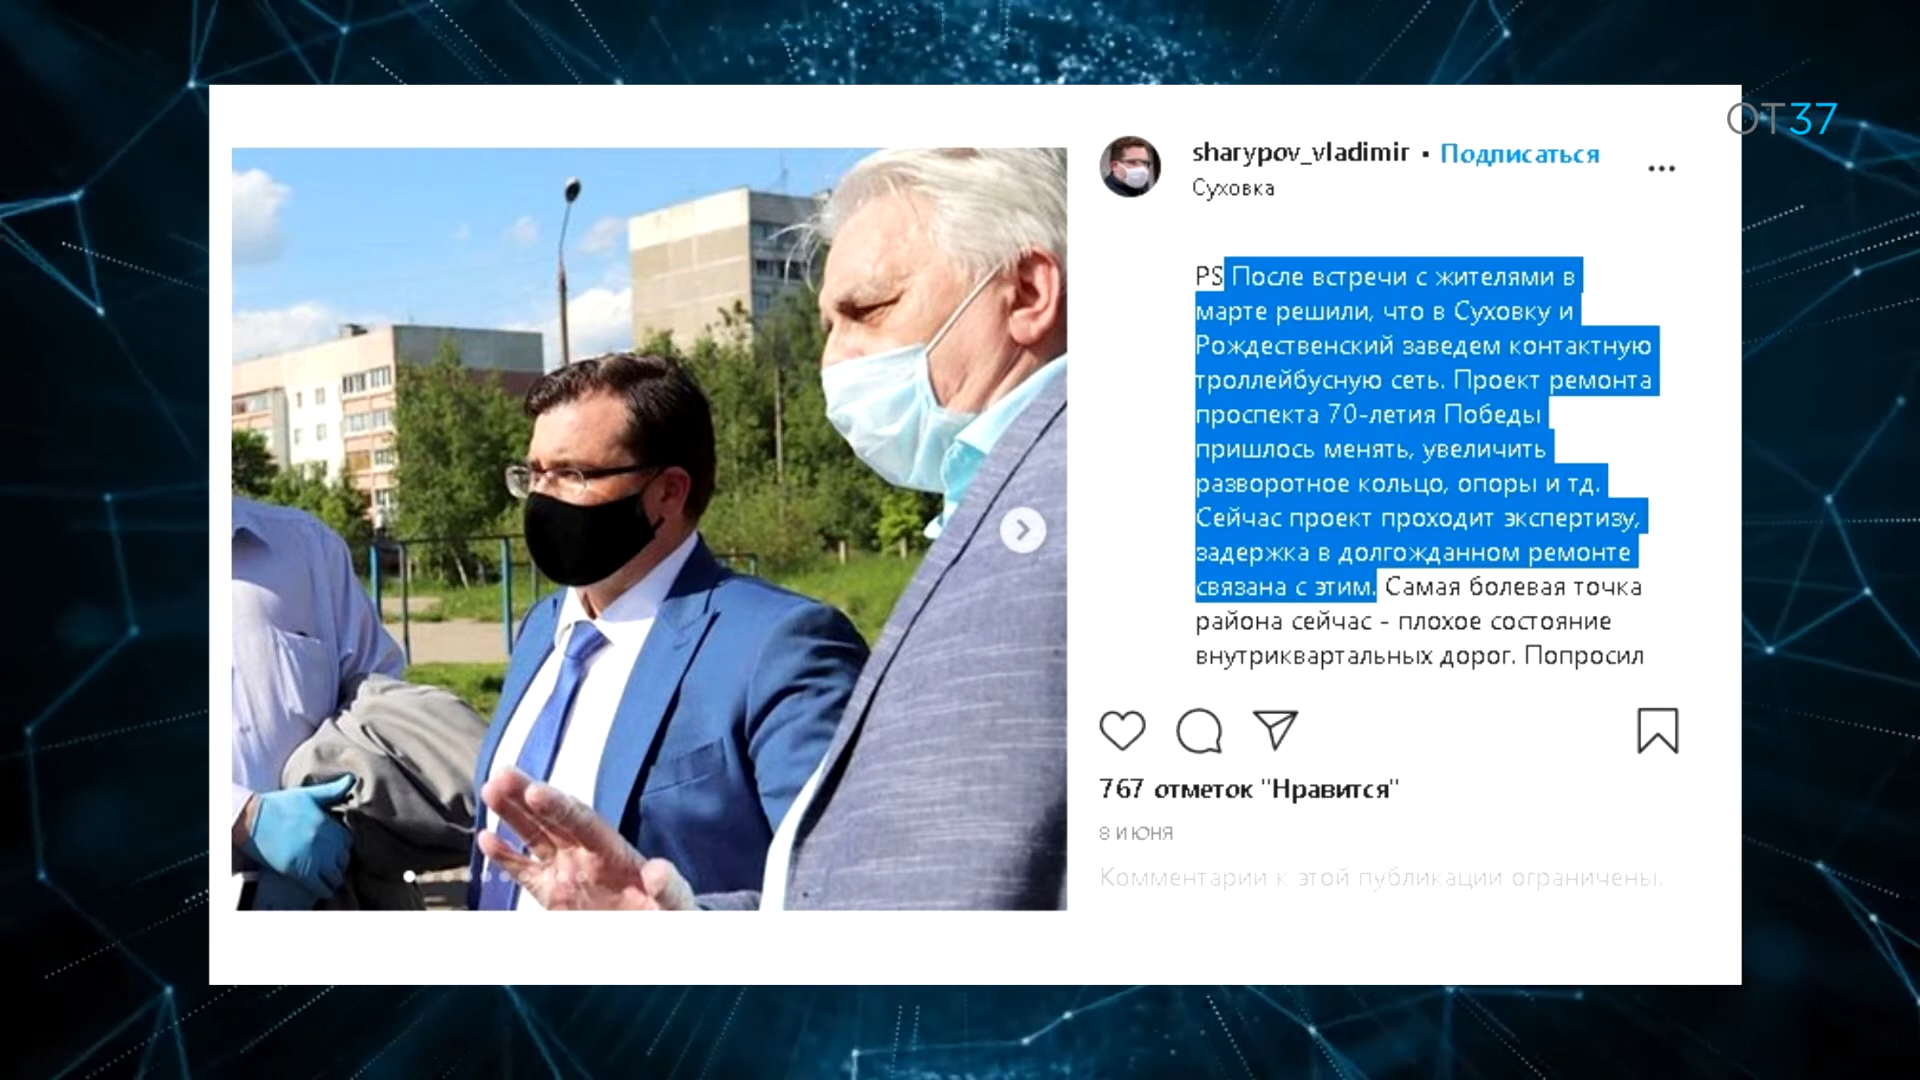 ОТ37
sharypov_vladimir • Подписаться
Суховка
PS После встречи с жителями в
марте решили, что в Суховку и
Рождественский заведем контактную
троллейбусную сеть. Проект ремонта
проспекта 70-летия Победы
пришлось менять, увеличить
разворотное кольцо, опоры и тд.
Сейчас проект проходит экспертизу,
задержка в долгожданном ремонте
связана с этим. Самая болевая точка
района сейчас - плохое состояние
внутриквартальных дорог. Попросил
767 отметок "Нравится"
8 ИЮНЯ
Комментарии к этой публикации ограничены.